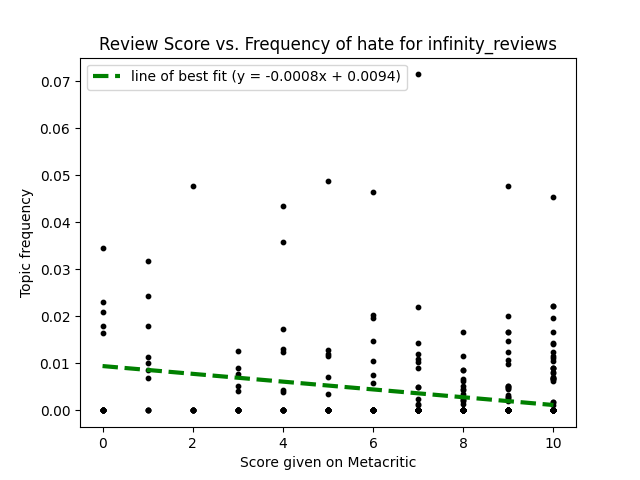 Review Score vs. Frequency of hate for infinity_reviews
line of best fit (y = -0.0008x + 0.0094)
0.07
0.06
0.05
0.04
0.03
0.02
0.01
0.00
Topic frequency
0 2 4 6 8 10
Score given on Metacritic